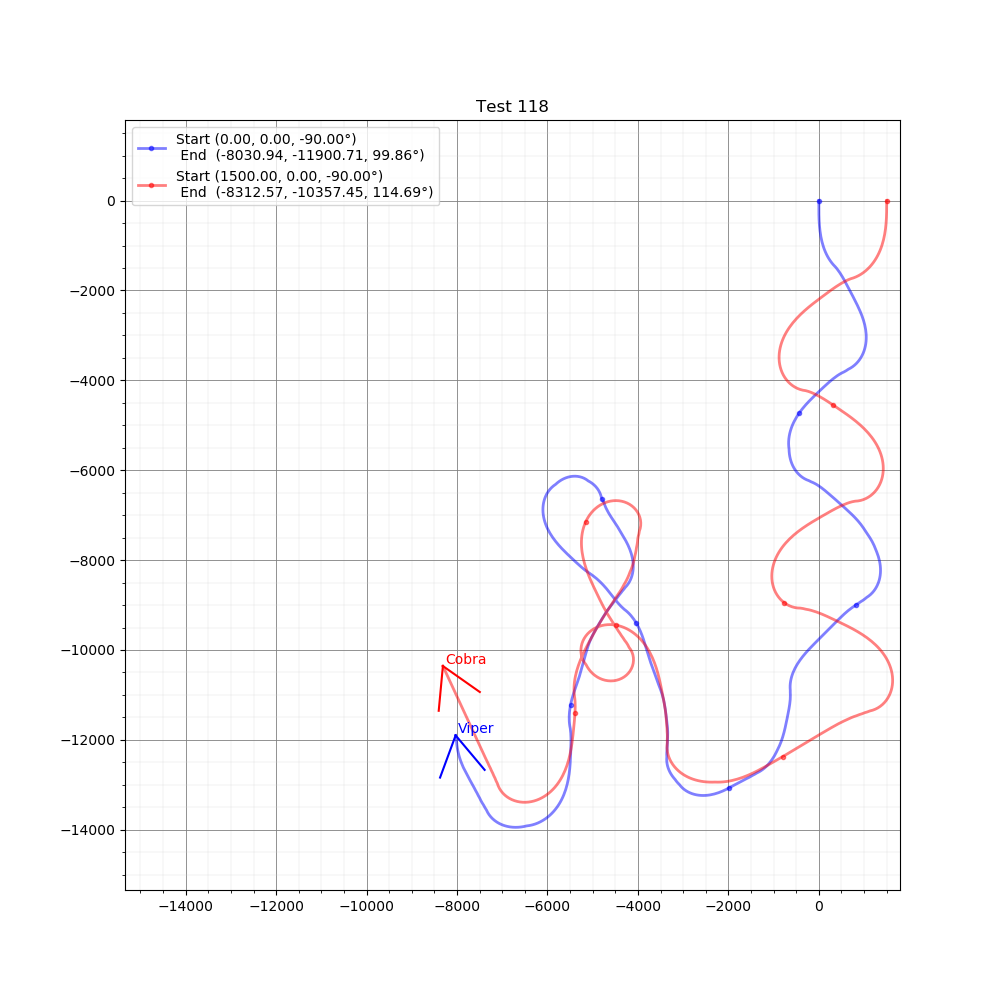 Test 118
Start (0.00, 0.00, -90.00°)
End  (-8030.94, -11900.71, 99.86°)
Start (1500.00, 0.00, -90.00°)
End  (-8312.57, -10357.45, 114.69°)
0
−2000
−4000
−6000
−8000
−10000
−12000
−14000
Cobra
Viper
−14000 −12000 −10000 −8000 −6000 −4000 −2000 0